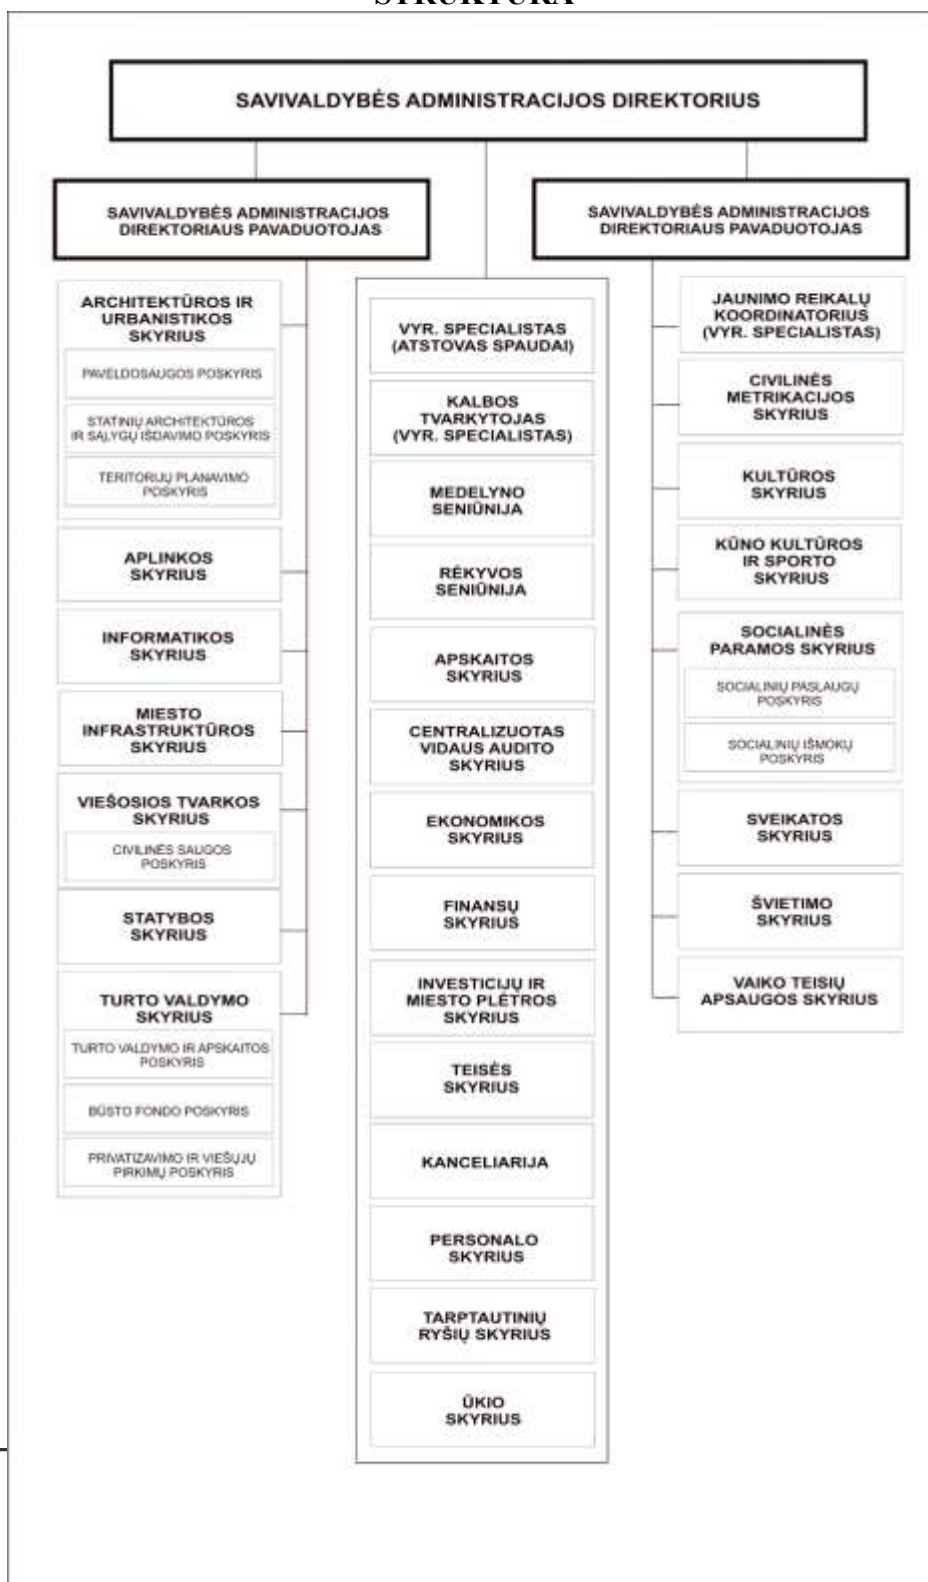 STRUKTŪRA
SAVIVALDYBĖS ADMINISTRACIJOS DIREKTORIUS
SAVIVALDYBĖS ADMINISTRACIJOS
DIREKTORIAUS PAVADUOTOJAS
SAVIVALDYBĖS ADMINISTRACIJOS
DIREKTORIAUS PAVADUOTOJAS
ARCHITEKTŪROS IR
URBANISTIKOS
SKYRIUS
PAVELDOSAUGOS POSKYRIS
STATINIŲ ARCHITEKTŪROS
IR SĄLYGŲ IŠDAVIMO POSKYRIS
TERITORIJŲ PLANAVIMO
POSKYRIS
APLINKOS
SKYRIUS
INFORMATIKOS
SKYRIUS
MIESTO
INFRASTRUKTŪROS
SKYRIUS
VIEŠOSIOS TVARKOS
SKYRIUS
CIVILINĖS SAUGOS
POSKYRIS
STATYBOS
SKYRIUS
TURTO VALDYMO
SKYRIUS
TURTO VALDYMO IR APSKAITOS
POSKYRIS
BŪSTO FONDO POSKYRIS
PRIVATIZAVIMO IR VIEŠŲJŲ
PIRKIMŲ POSKYRIS
VYR. SPECIALISTAS
(ATSTOVAS SPAUDAI)
KALBOS
TVARKYTOJAS
(VYR. SPECIALISTAS)
MEDELYNO
SENIŪNIJA
RĖKYVOS
SENIŪNIJA
APSKAITOS
SKYRIUS
CENTRALIZUOTAS
VIDAUS AUDITO
SKYRIUS
EKONOMIKOS
SKYRIUS
FINANSŲ
SKYRIUS
INVESTICIJŲ IR
MIESTO PLĖTROS
SKYRIUS
TEISĖS
SKYRIUS
KANCELIARIJA
PERSONALO
SKYRIUS
TARPTAUTINIŲ
RYŠIŲ SKYRIUS
ŪKIO
SKYRIUS
JAUNIMO REIKALŲ
KOORDINATORIUS
(VYR. SPECIALISTAS)
CIVILINĖS
METRIKACIJOS
SKYRIUS
KULTŪROS
SKYRIUS
KŪNO KULTŪROS
IR SPORTO
SKYRIUS
SOCIALINĖS
PARAMOS SKYRIUS
SOCIALINIŲ PASLAUGŲ
POSKYRIS
SOCIALINIŲ IŠMOKŲ
POSKYRIS
SVEIKATOS
SKYRIUS
ŠVIETIMO
SKYRIUS
VAIKO TEISIŲ
APSAUGOS SKYRIUS